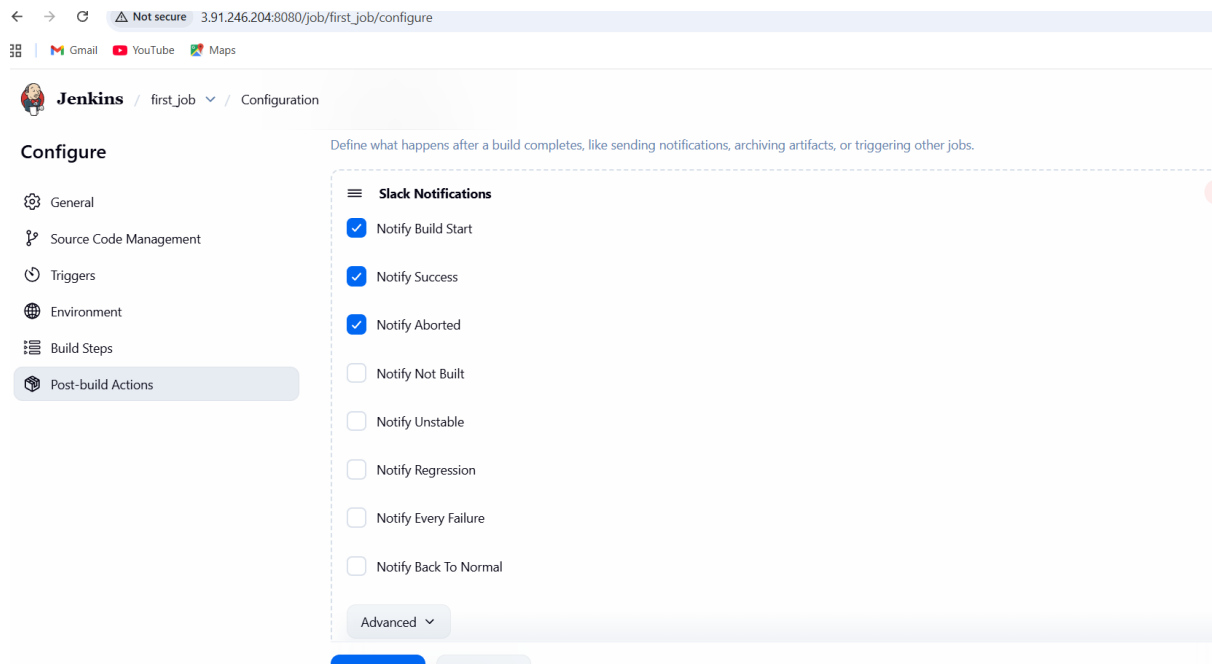 Not secure 3.91.246.204:8080/job/first_job/configure
Gmail YouTube Maps
Jenkins / first_job / Configuration
Configure
General
Source Code Management
Triggers
Environment
Build Steps
Post-build Actions
Define what happens after a build completes, like sending notifications, archiving artifacts, or triggering other jobs.
Slack Notifications
Notify Build Start
Notify Success
Notify Aborted
Notify Not Built
Notify Unstable
Notify Regression
Notify Every Failure
Notify Back To Normal
Advanced